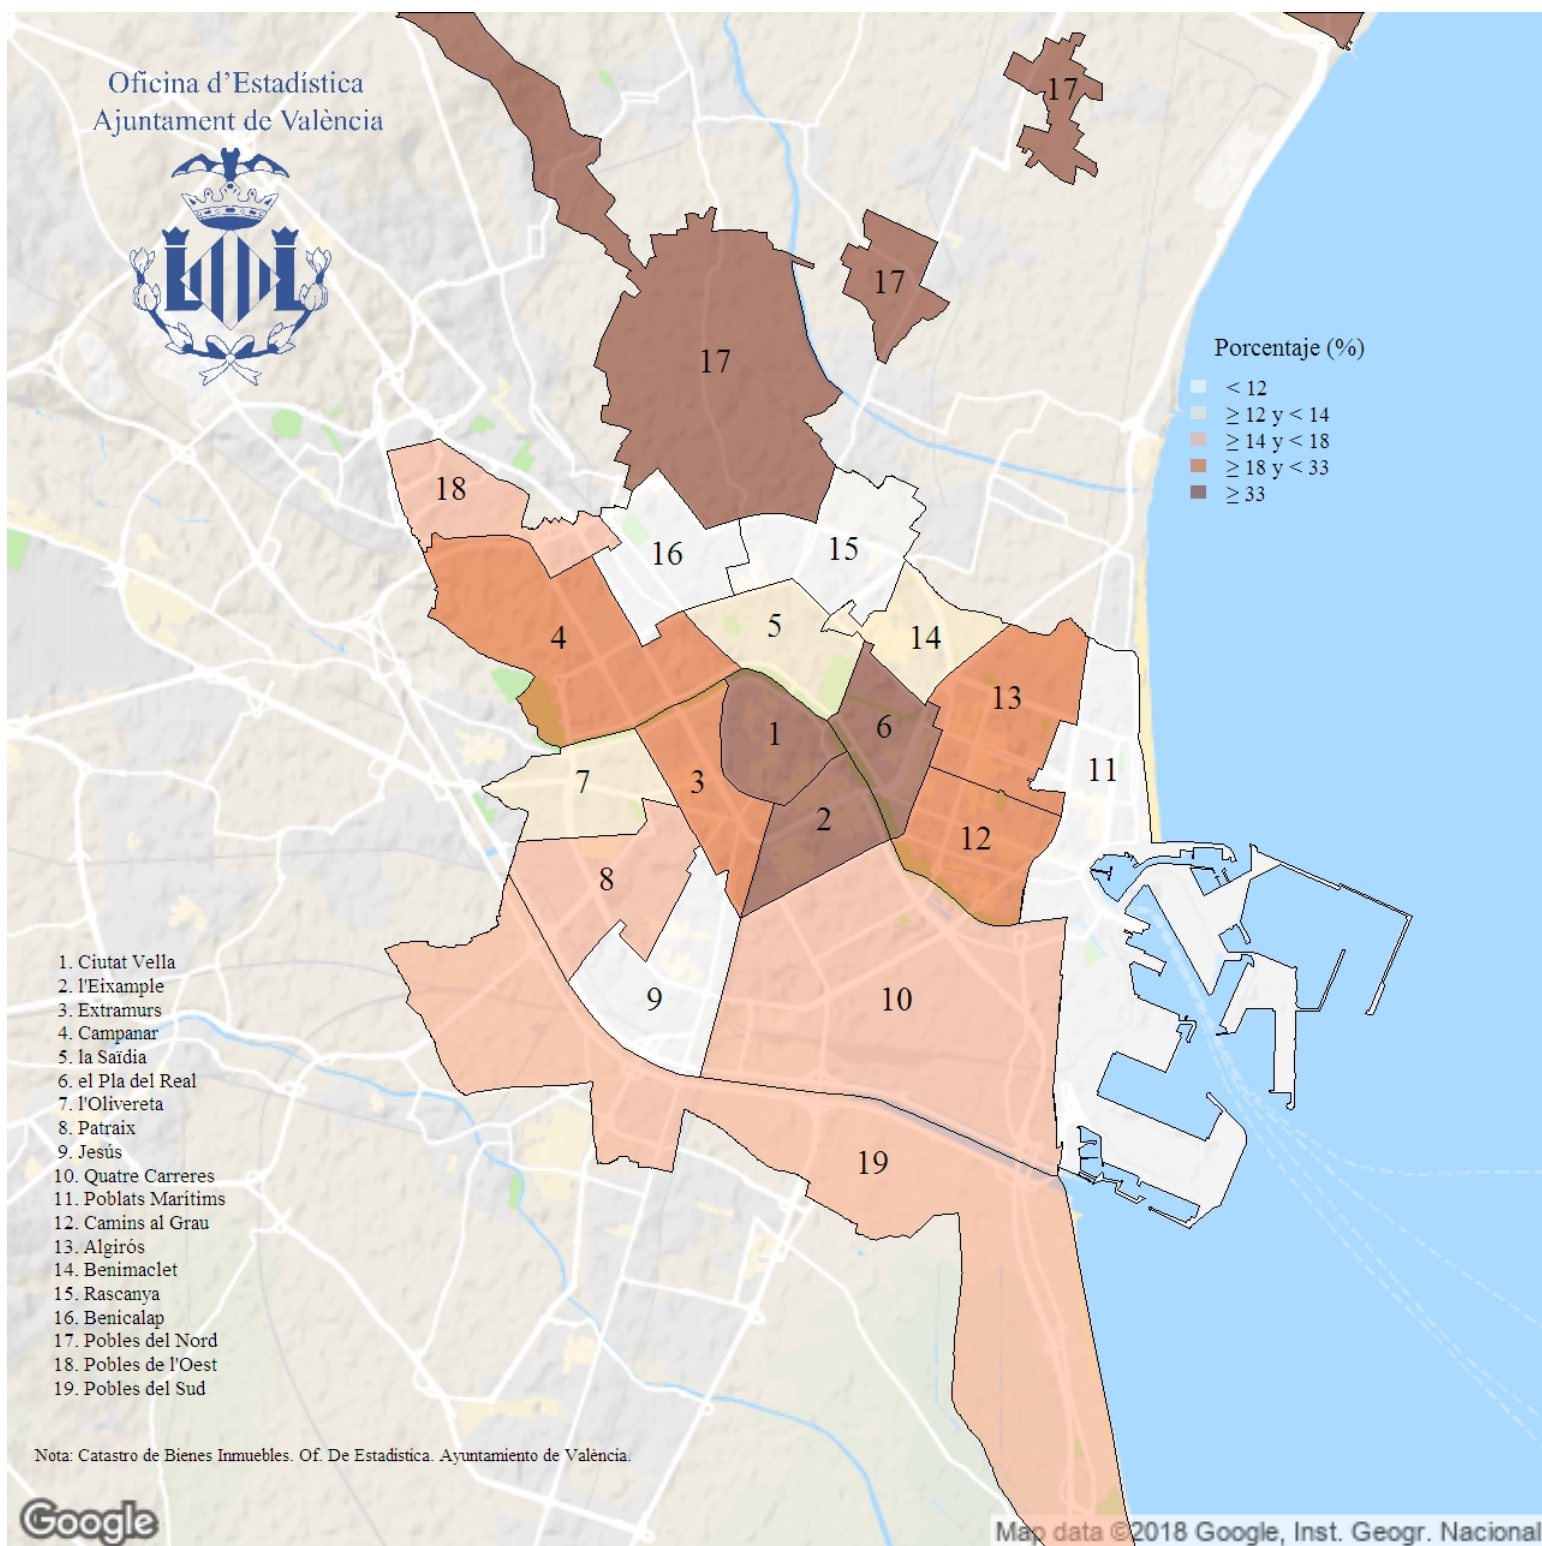 Oficina d'Estadística
Ajuntament de València
17
17
17
Porcentaje (%)
< 12
≥ 12 y < 14
≥ 14 y < 18
≥ 18 y < 33
≥ 33
18
16
15
4
5
14
13
1
6
7
3
11
2
12
8
9
10
19
1. Ciutat Vella
2. l'Eixample
3. Extramurs
4. Campanar
5. la Saïdia
6. el Pla del Real
7. l'Olivereta
8. Patraix
9. Jesús
10. Quatre Carreres
11. Poblats Marítims
12. Camins al Grau
13. Algirós
14. Benimaclet
15. Rascanya
16. Benicalap
17. Pobles del Nord
18. Pobles de l'Oest
19. Pobles del Sud
Nota: Catastro de Bienes Inmuebles. Of. De Estadística. Ayuntamiento de València.
Google
Map data ©2018 Google, Inst. Geogr. Nacional